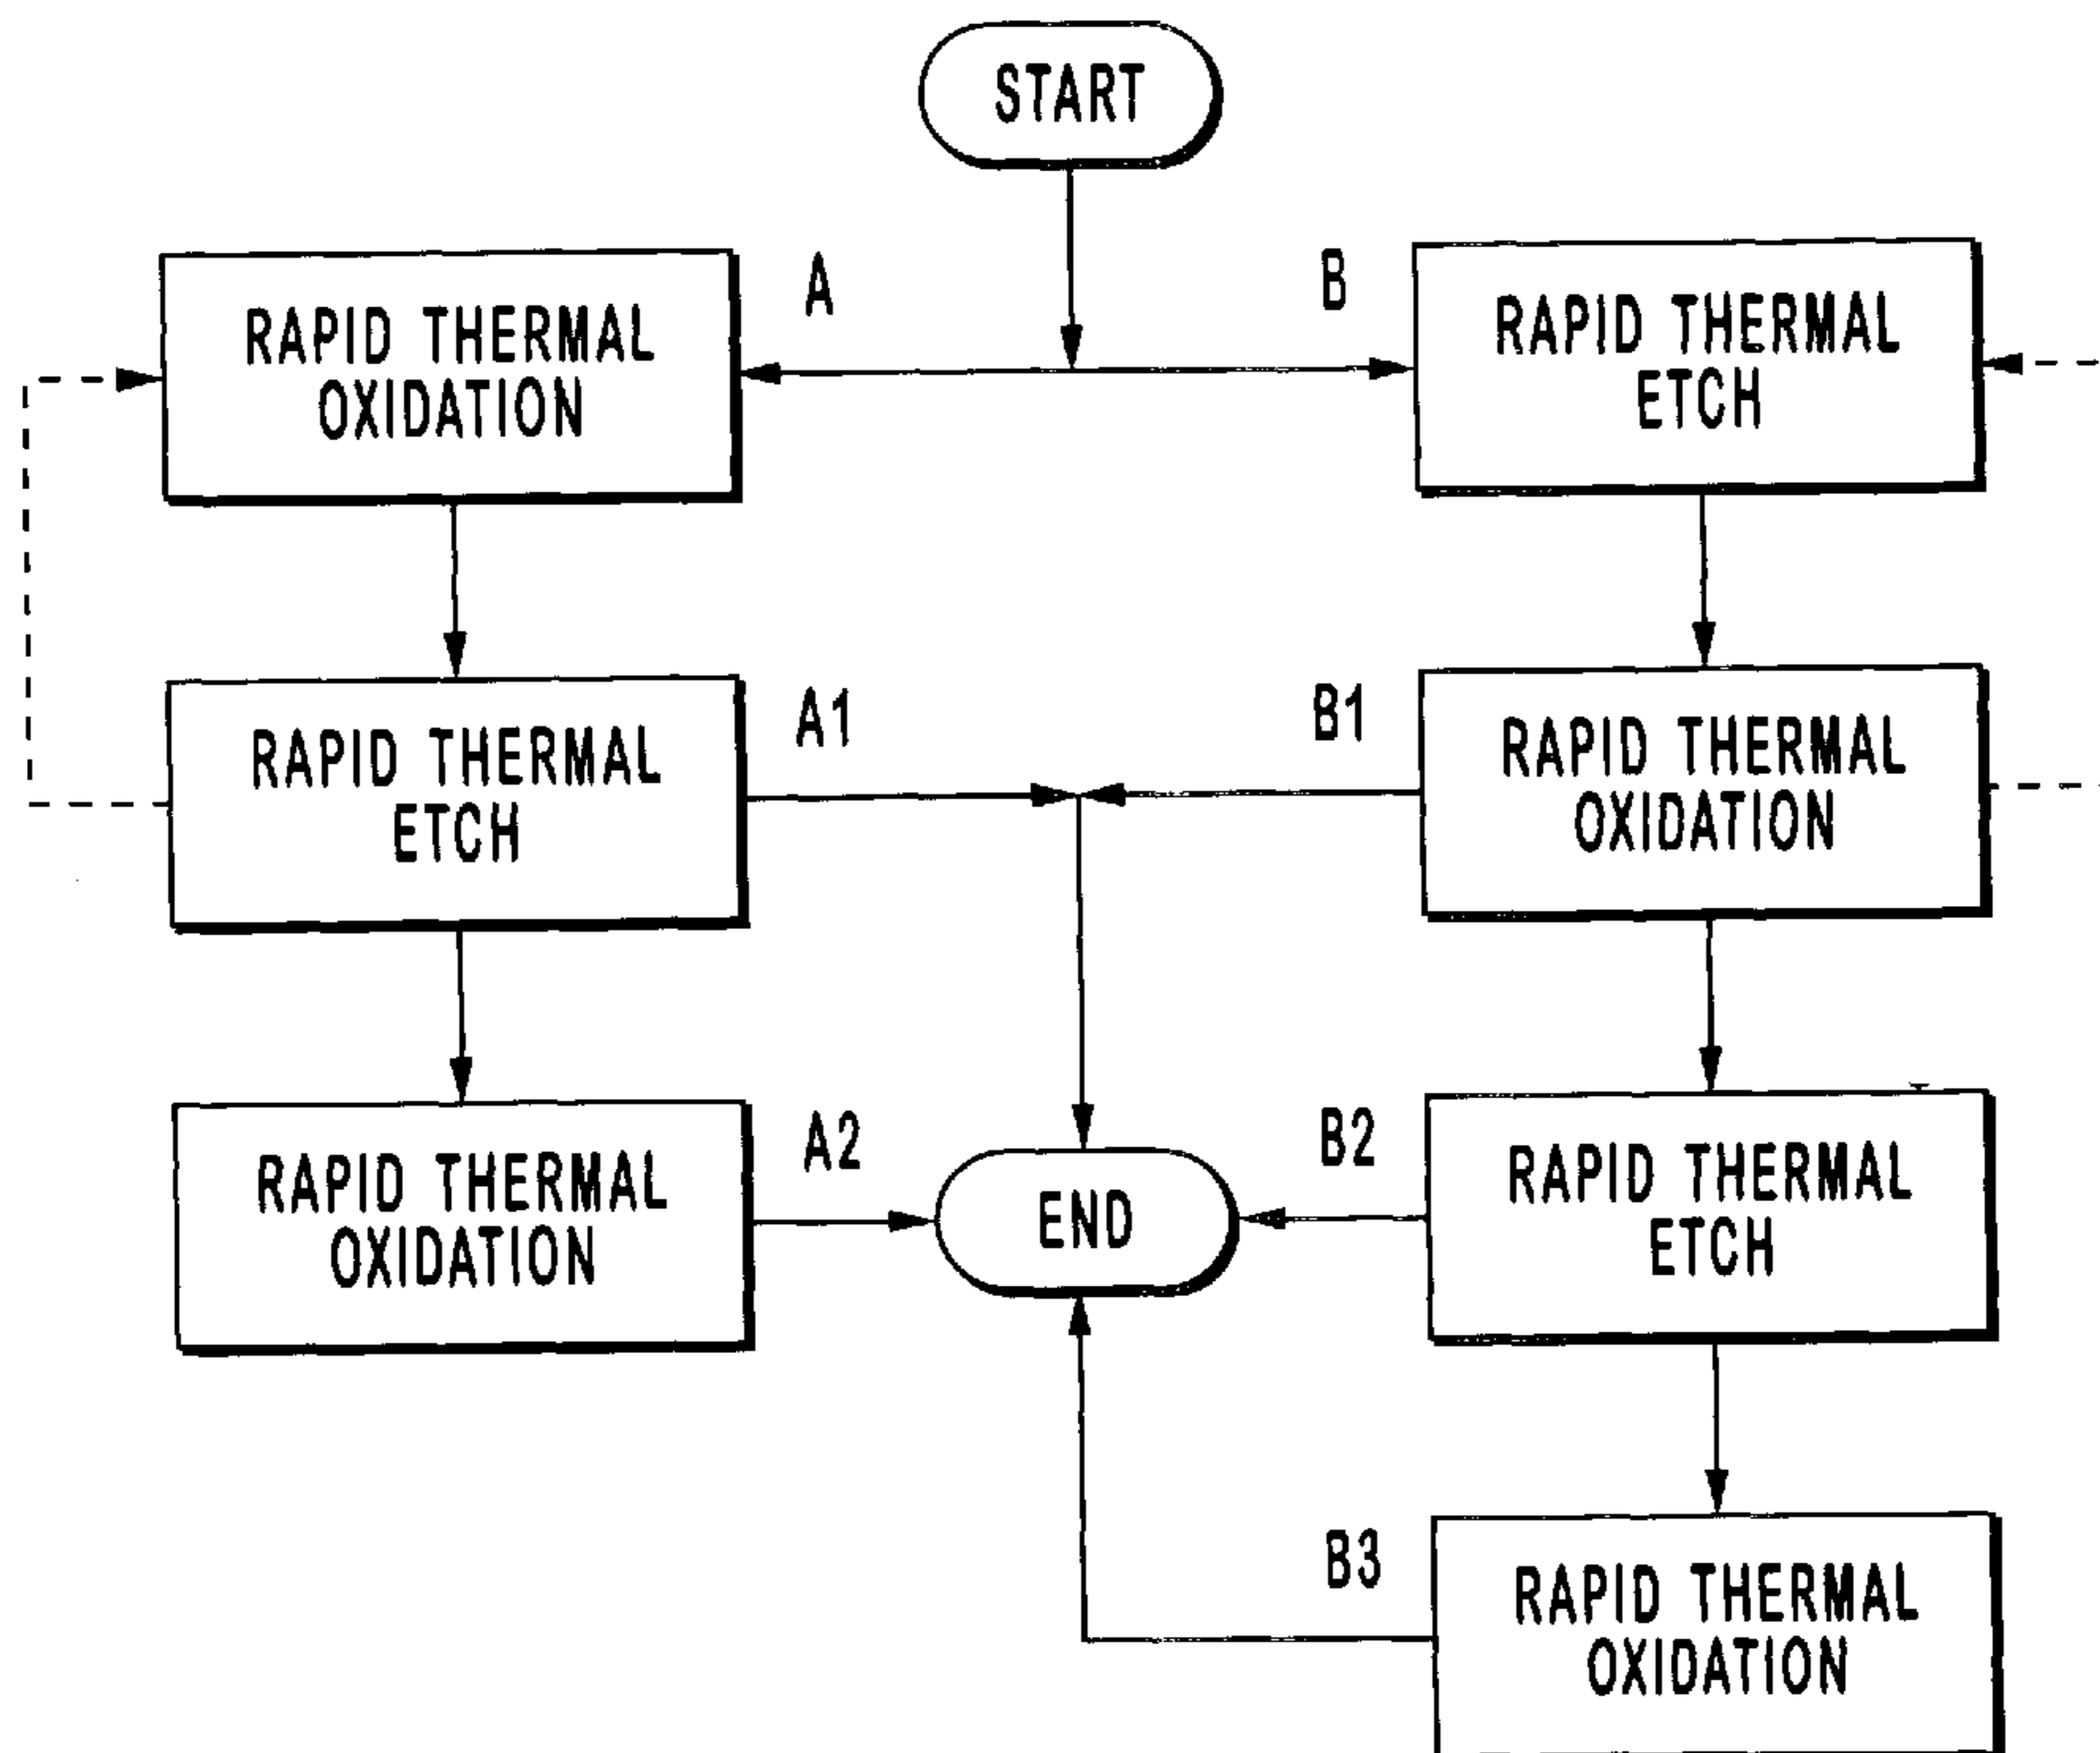 START
A
B
RAPID THERMAL
OXIDATION
RAPID THERMAL
ETCH
A1
B1
RAPID THERMAL
ETCH
RAPID THERMAL
OXIDATION
A2
B2
RAPID THERMAL
OXIDATION
END
RAPID THERMAL
ETCH
B3
RAPID THERMAL
OXIDATION